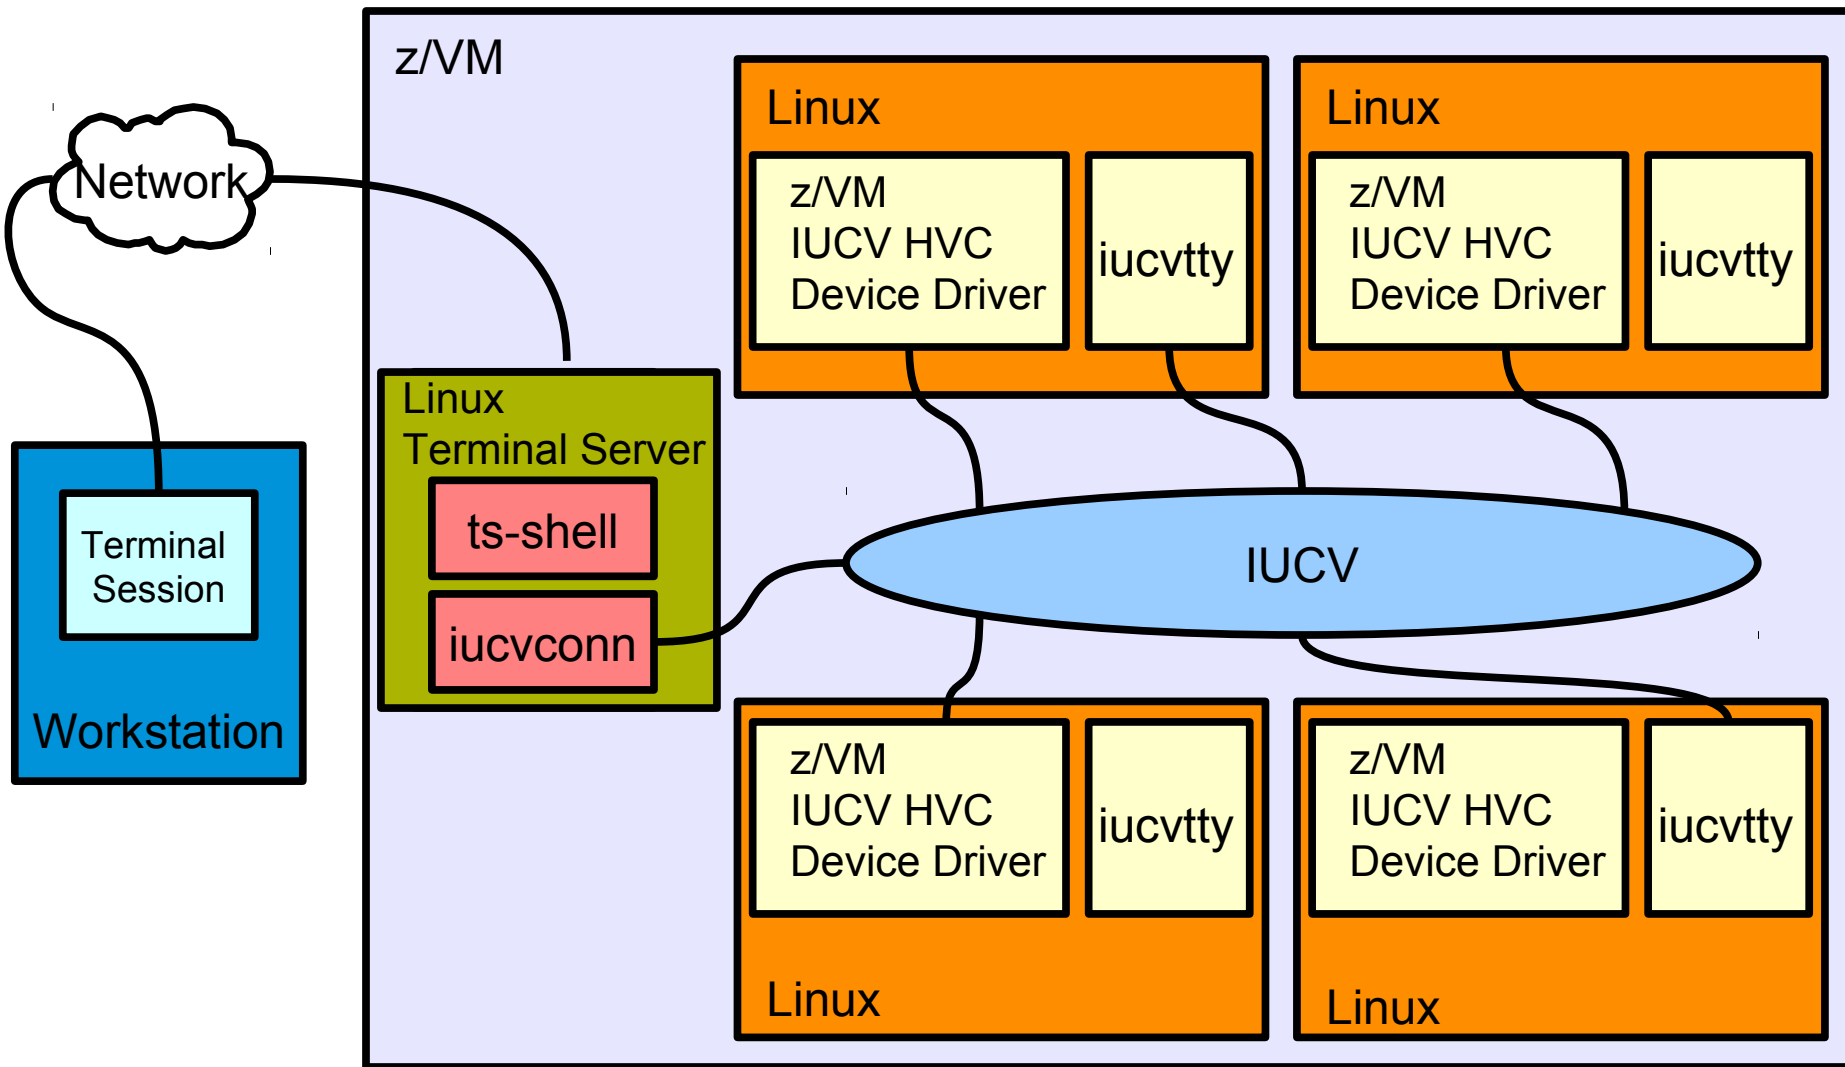 z/VM
Network
Linux
z/VM
IUCV HVC
Device Driver
iucvtty
Linux
z/VM
IUCV HVC
Device Driver
iucvtty
Linux
Terminal Server
ts-shell
iucvconn
Terminal
Session
Workstation
IUCV
z/VM
IUCV HVC
Device Driver
iucvtty
Linux
z/VM
IUCV HVC
Device Driver
iucvtty
Linux